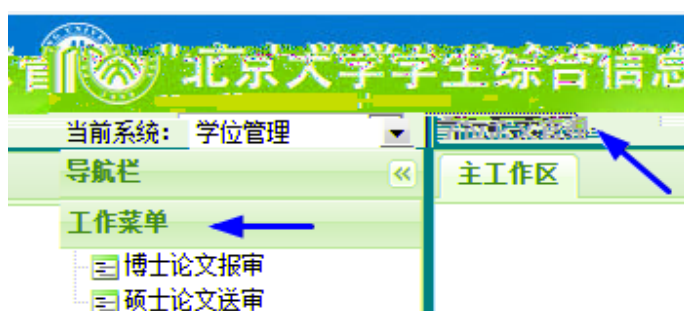 北京大学学生综合信息
当前系统： 学位管理
导航栏
主工作区
工作菜单
博士论文报审
硕士论文送审